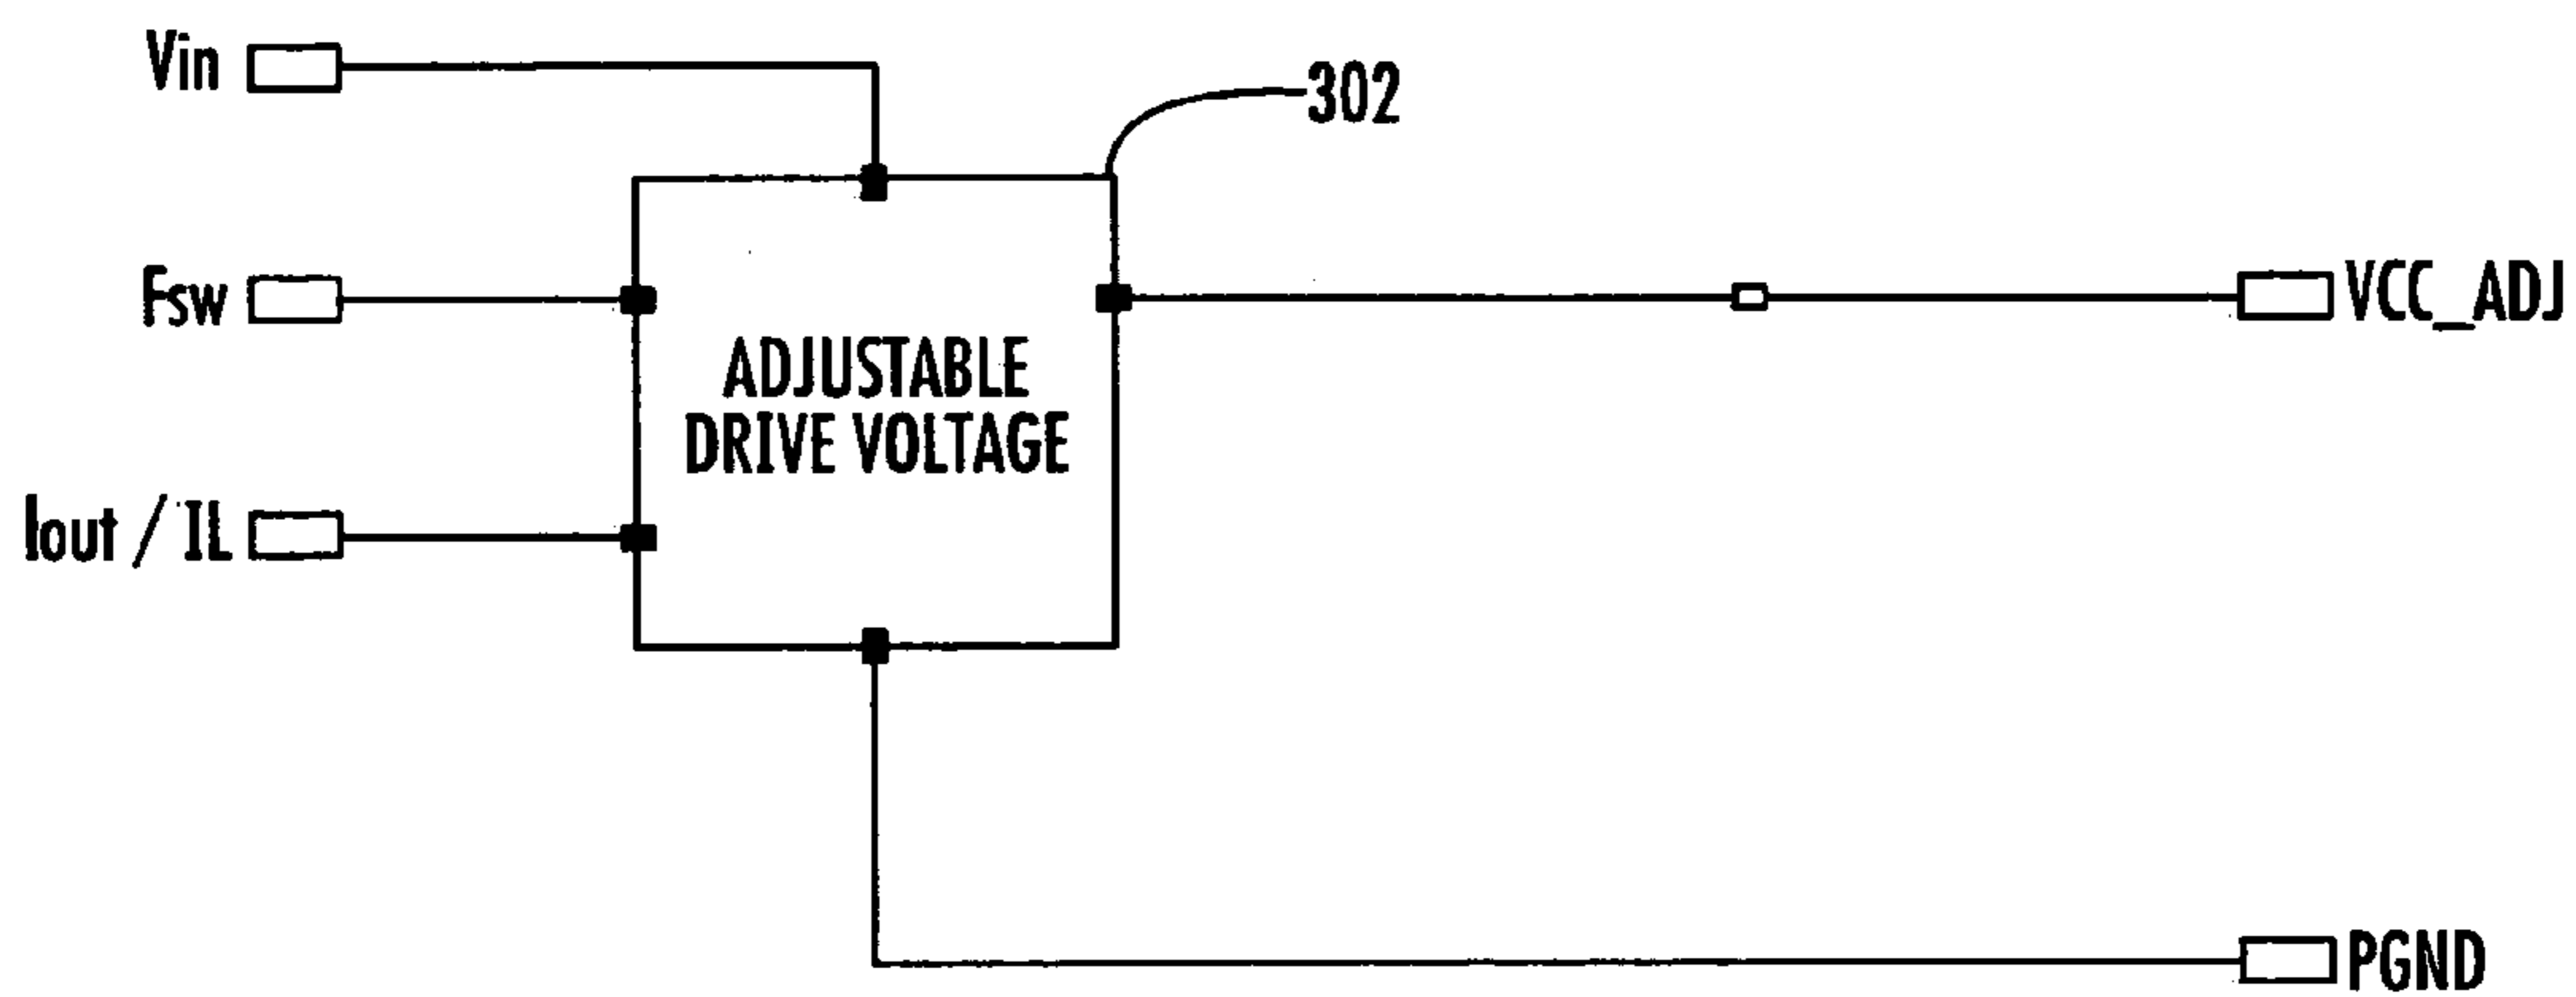 Vin
302
Fsw
VCC_ADJ
ADJUSTABLE
DRIVE VOLTAGE
Iout / IL
PGND